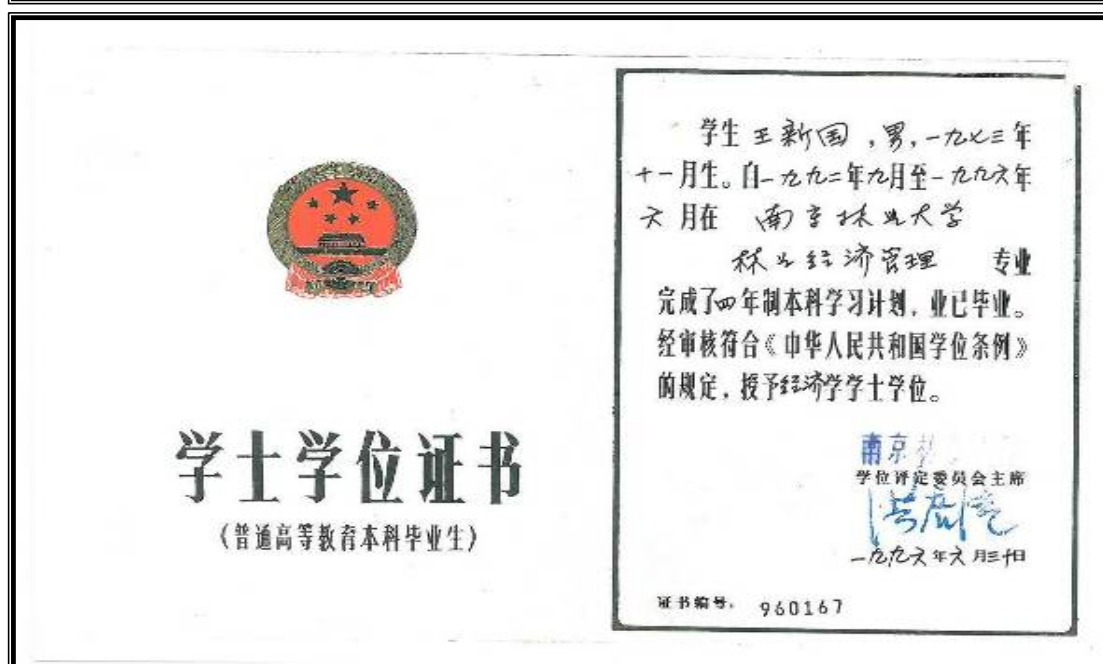 学士学位证书
(普通高等教育本科毕业生)
学生 王新国,男,一九七三年
十一月生。自一九九二年九月至一九九六年
六月在 南京林业大学
林业经济管理 专业
完成了四年制本科学习计划,业已毕业。
经审核符合《中华人民共和国学位条例》
的规定,授予经济学学士学位。
南京林
学位评定委员会主席
一九九六年六月三十日
证书编号: 960167